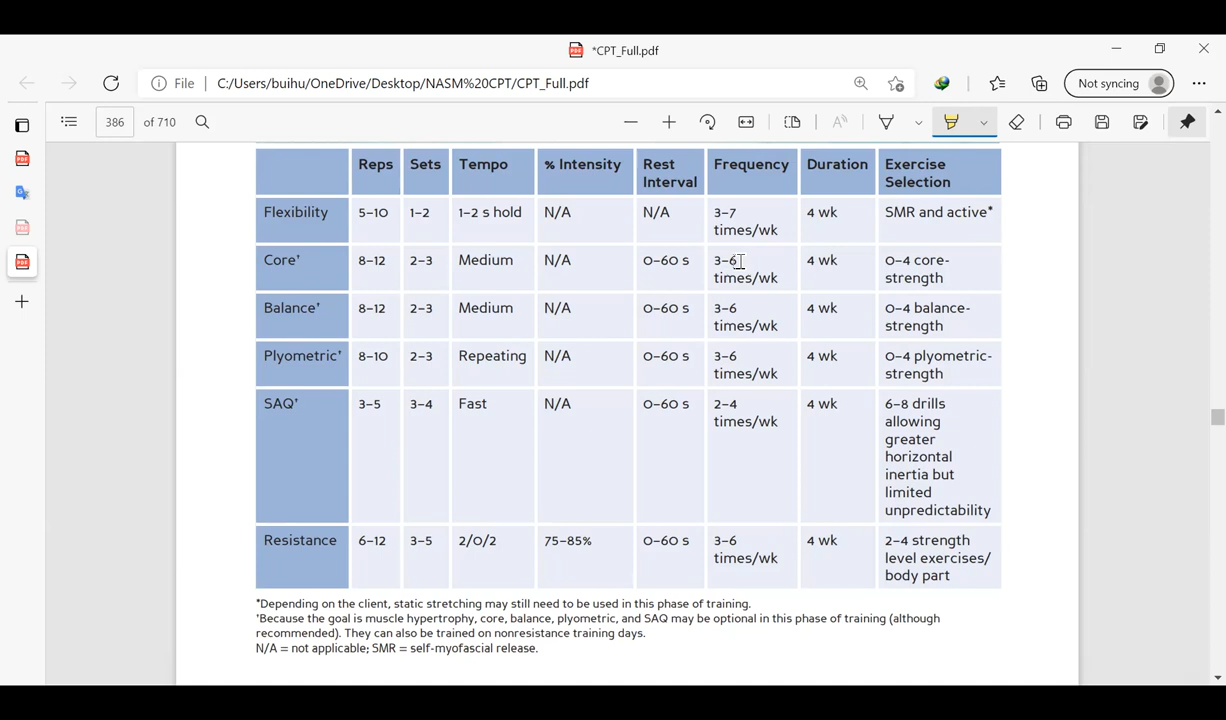 *CPT_Full.pdf
File C:/Users/buihu/OneDrive/Desktop/NASM%20CPT/CPT_Full.pdf Not syncing
386 of 710
Reps Sets Tempo % Intensity Rest Interval Frequency Duration Exercise Selection
Flexibility 5–10 1–2 1–2 s hold N/A N/A 3–7 times/wk 4 wk SMR and active*
Core† 8–12 2–3 Medium N/A 0–60 s 3–6 times/wk 4 wk 0–4 core-strength
Balance† 8–12 2–3 Medium N/A 0–60 s 3–6 times/wk 4 wk 0–4 balance-strength
Plyometric† 8–10 2–3 Repeating N/A 0–60 s 3–6 times/wk 4 wk 0–4 plyometric-strength
SAQ† 3–5 3–4 Fast N/A 0–60 s 2–4 times/wk 4 wk 6–8 drills allowing greater horizontal inertia but limited unpredictability
Resistance 6–12 3–5 2/0/2 75–85% 0–60 s 3–6 times/wk 4 wk 2–4 strength level exercises/ body part
*Depending on the client, static stretching may still need to be used in this phase of training.
†Because the goal is muscle hypertrophy, core, balance, plyometric, and SAQ may be optional in this phase of training (although
recommended). They can also be trained on nonresistance training days.
N/A = not applicable; SMR = self-myofascial release.